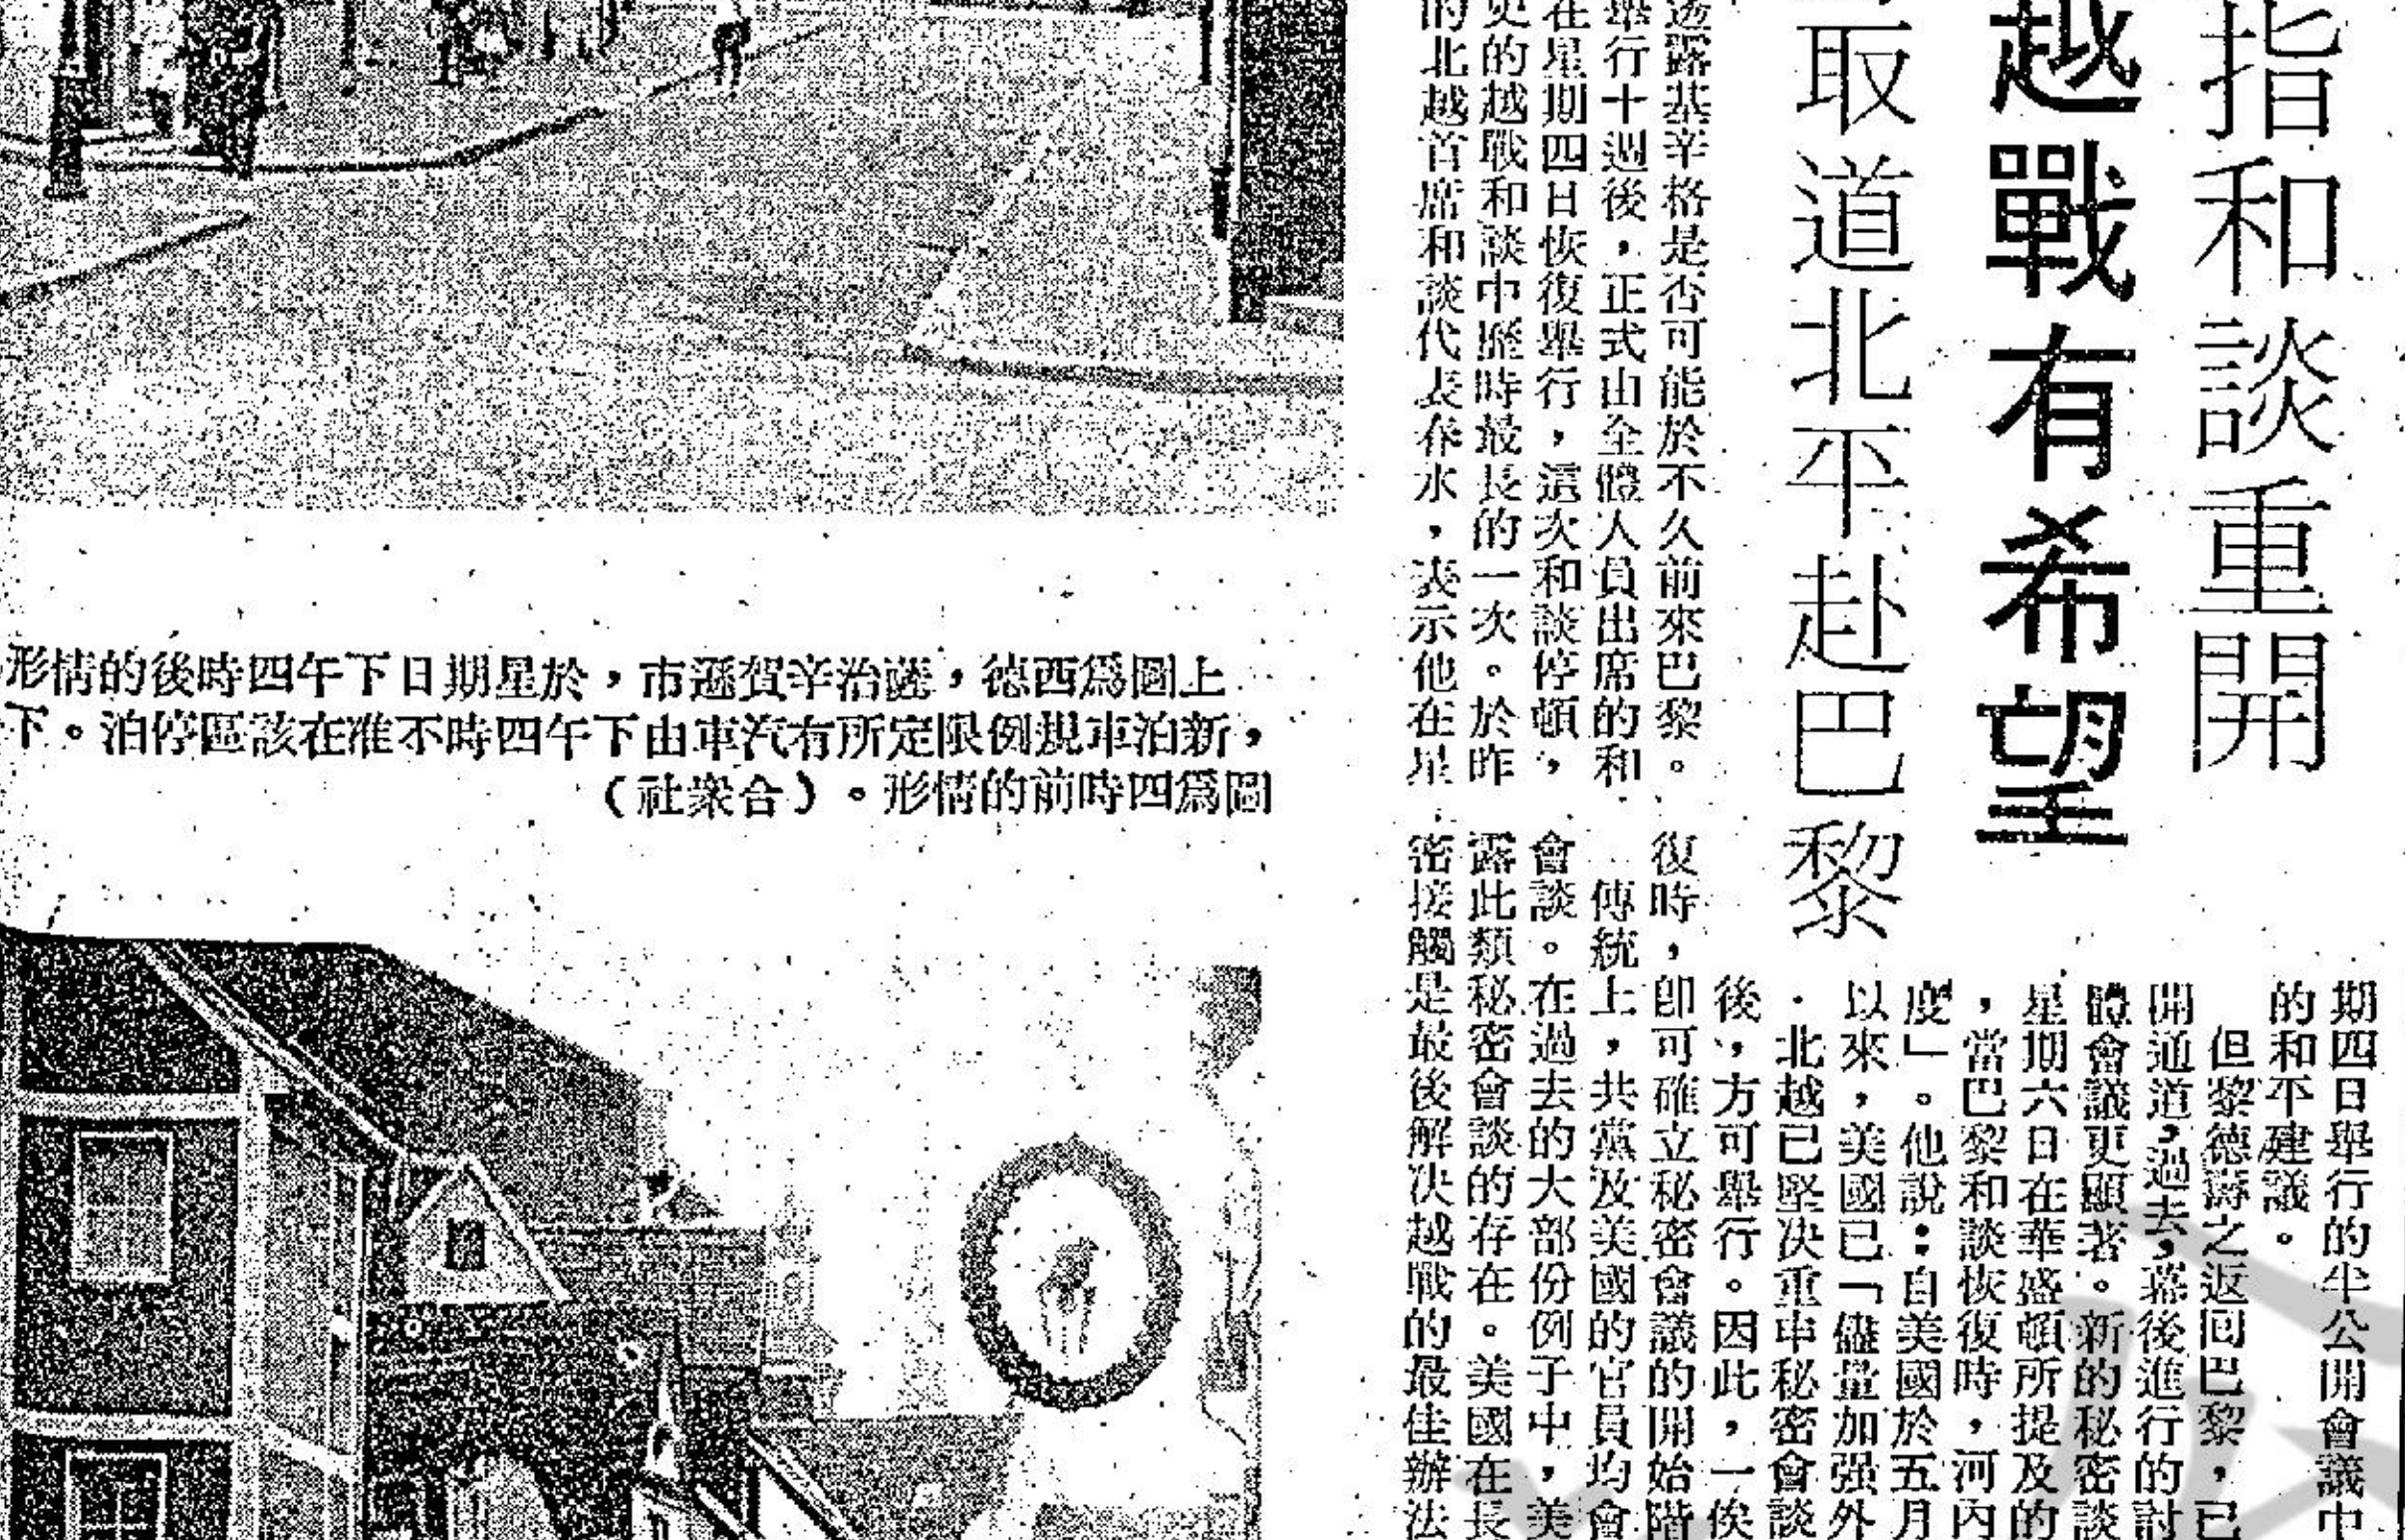 指和談重開
越戰有希望
取道北平赴巴黎
透露基辛格是否可能於不久前來巴黎。
舉行十週後，正式由全體人員出席的和
在星期四日恢復舉行，這次和談停頓，
史的越戰和談中歷時最長的一次。於昨
的北越首席和談代表春水，表示他在星
期四日舉行的半公開會議中
的和平建議。
但黎德壽之返回巴黎，已
開通道，過去，幕後進行的討
體會議更顯著。新的秘密談
星期六日在華盛頓所提及的
，當巴黎和談恢復時，河內
度」。他說：自美國於五月
以來，美國已「儘量加强外
北越已堅决重申秘密會談
後，方可舉行。因此，一俟
復時，即可確立秘密會議的開始階
傳統上，共黨及美國的官員均會
會談。在過去的大部份例子中，美
露此類秘密會談的存在。美國在長
密接觸是最後解决越戰的最佳辦法
形情的後時四午下日期星於，市遜賀辛治薩，德西爲圖上
下。泊停區該在准不時四午下由車汽有所定限例規車泊新，
（社衆合）。形情的前時四爲圖